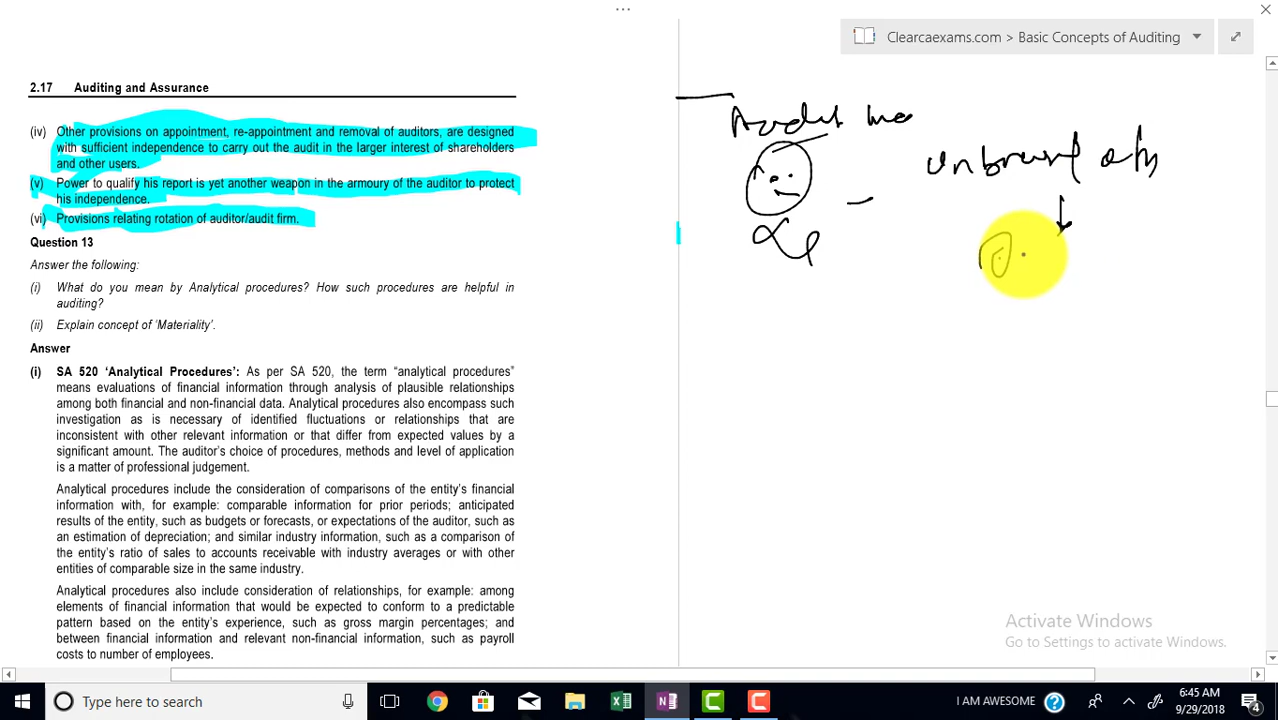 ...
Clearcaexams.com > Basic Concepts of Auditing
2.17 Auditing and Assurance
(iv) Other provisions on appointment, re-appointment and removal of auditors, are designed
with sufficient independence to carry out the audit in the larger interest of shareholders
and other users.
(v) Power to qualify his report is yet another weapon in the armoury of the auditor to protect
his independence.
(vi) Provisions relating rotation of auditor/audit firm.
Question 13
Answer the following:
(i) What do you mean by Analytical procedures? How such procedures are helpful in
auditing?
(ii) Explain concept of 'Materiality'.
Answer
(i) SA 520 'Analytical Procedures': As per SA 520, the term “analytical procedures”
means evaluations of financial information through analysis of plausible relationships
among both financial and non-financial data. Analytical procedures also encompass such
investigation as is necessary of identified fluctuations or relationships that are
inconsistent with other relevant information or that differ from expected values by a
significant amount. The auditor's choice of procedures, methods and level of application
is a matter of professional judgement.
Analytical procedures include the consideration of comparisons of the entity's financial
information with, for example: comparable information for prior periods; anticipated
results of the entity, such as budgets or forecasts, or expectations of the auditor, such as
an estimation of depreciation; and similar industry information, such as a comparison of
the entity's ratio of sales to accounts receivable with industry averages or with other
entities of comparable size in the same industry.
Analytical procedures also include consideration of relationships, for example: among
elements of financial information that would be expected to conform to a predictable
pattern based on the entity's experience, such as gross margin percentages; and
between financial information and relevant non-financial information, such as payroll
costs to number of employees.
Audit
Activate Windows
Go to Settings to activate Windows.
Type here to search
I AM AWESOME
6:45 AM
9/29/2018
4